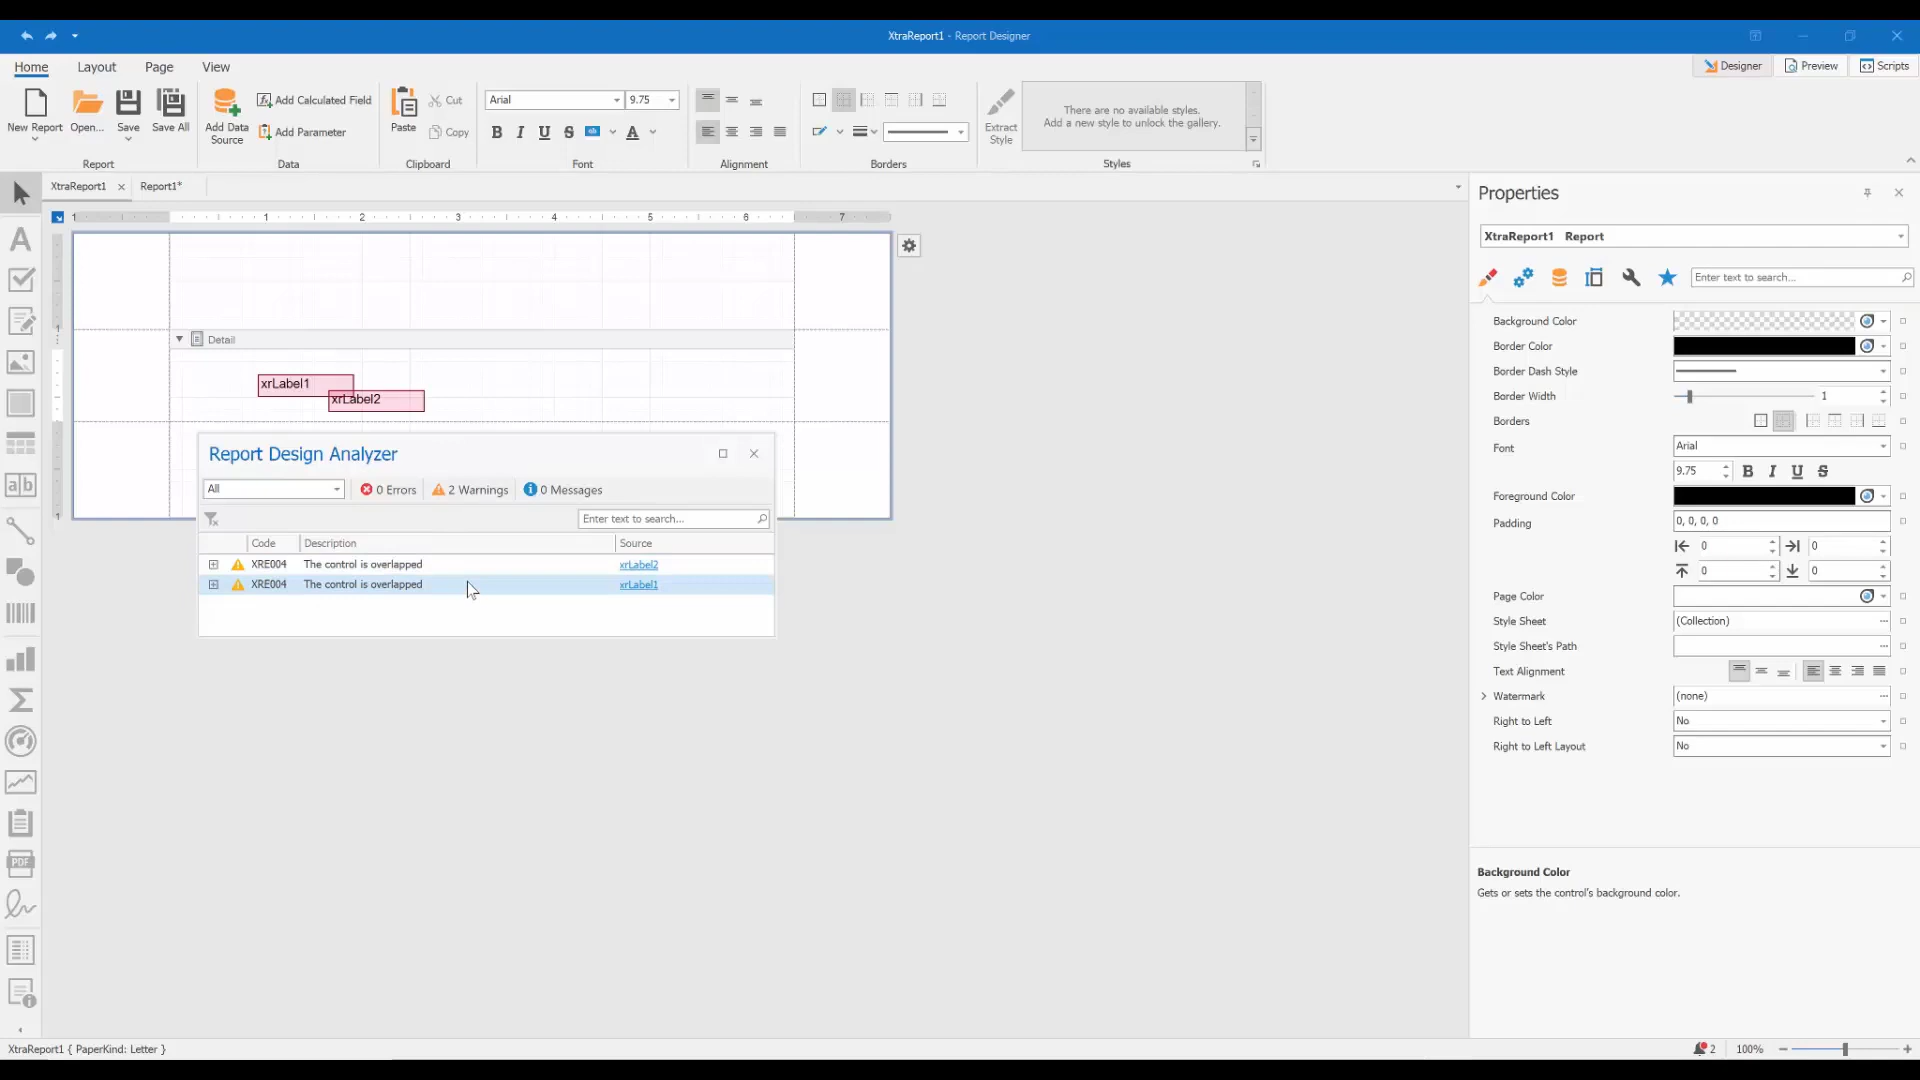 XtraReport1 - Report Designer
Home Layout Page View
Designer Preview Scripts
New Report
Open...
Save
Save All
Report
Add Data Source
Add Calculated Field
Add Parameter
Data
Paste
Cut
Copy
Clipboard
Arial 9.75
B I U S A
Font
Alignment
Borders
Extract Style
There are no available styles.
Add a new style to unlock the gallery.
Styles
XtraReport1 Report1*
1 1 2 3 4 5 6 7
Detail
xrLabel1
xrLabel2
Report Design Analyzer
All 0 Errors 2 Warnings 0 Messages
Enter text to search...
Code Description Source
XRE004 The control is overlapped xrLabel2
XRE004 The control is overlapped xrLabel1
Properties
XtraReport1 Report
Enter text to search...
Background Color
Border Color
Border Dash Style
Border Width 1
Borders
Font Arial
9.75 B I U S
Foreground Color
Padding 0, 0, 0, 0
0 0
0 0
Page Color
Style Sheet (Collection)
Style Sheet's Path
Text Alignment
Watermark (none)
Right to Left No
Right to Left Layout No
Background Color
Gets or sets the control's background color.
XtraReport1 { PaperKind: Letter }
2 100%